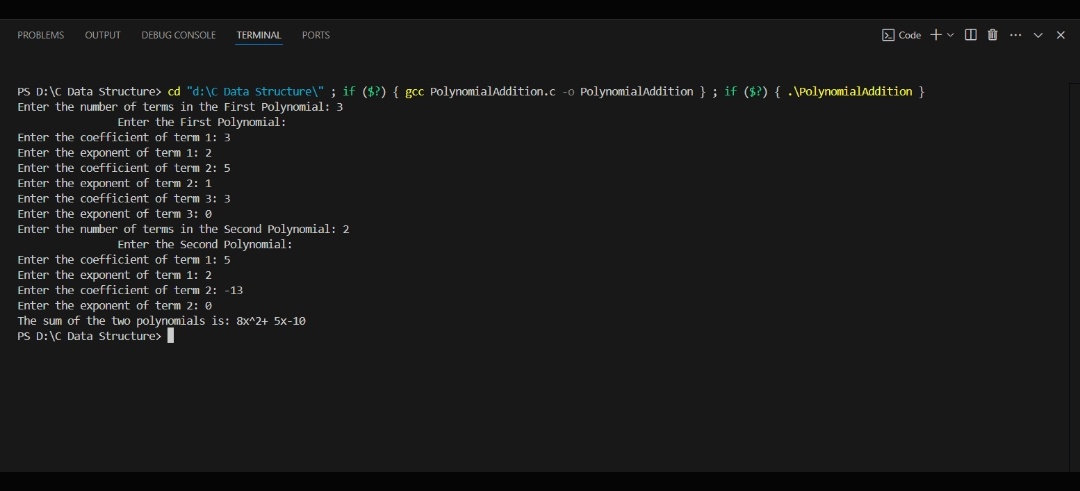 PROBLEMS OUTPUT DEBUG CONSOLE TERMINAL PORTS Code
PS D:\C Data Structure> cd "d:\C Data Structure\" ; if ($?) { gcc PolynomialAddition.c -o PolynomialAddition } ; if ($?) { .\PolynomialAddition }
Enter the number of terms in the First Polynomial: 3
Enter the First Polynomial:
Enter the coefficient of term 1: 3
Enter the exponent of term 1: 2
Enter the coefficient of term 2: 5
Enter the exponent of term 2: 1
Enter the coefficient of term 3: 3
Enter the exponent of term 3: 0
Enter the number of terms in the Second Polynomial: 2
Enter the Second Polynomial:
Enter the coefficient of term 1: 5
Enter the exponent of term 1: 2
Enter the coefficient of term 2: -13
Enter the exponent of term 2: 0
The sum of the two polynomials is: 8x^2+ 5x-10
PS D:\C Data Structure>